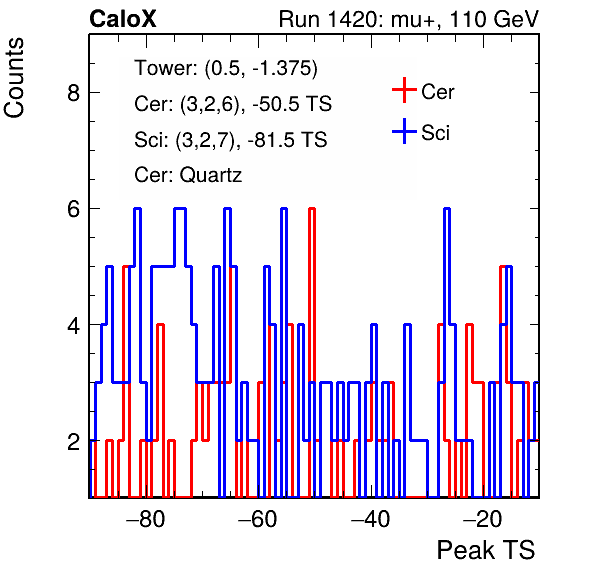 CaloX Run 1420: mu+, 110 GeV
Counts
Tower: (0.5, -1.375)
Cer: (3,2,6), -50.5 TS
Sci: (3,2,7), -81.5 TS
Cer: Quartz
Cer
Sci
8
6
4
2
−80 −60 −40 −20
Peak TS